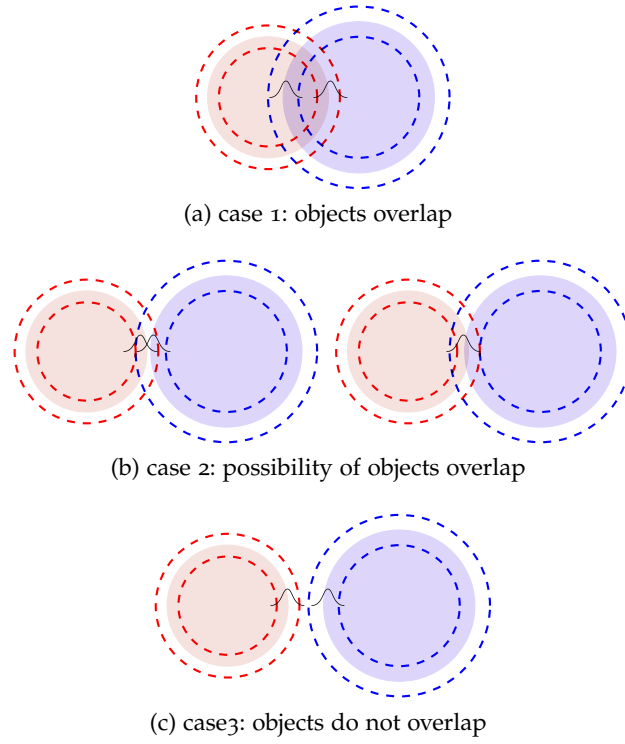 (a) case 1: objects overlap
(b) case 2: possibility of objects overlap
(c) case3: objects do not overlap